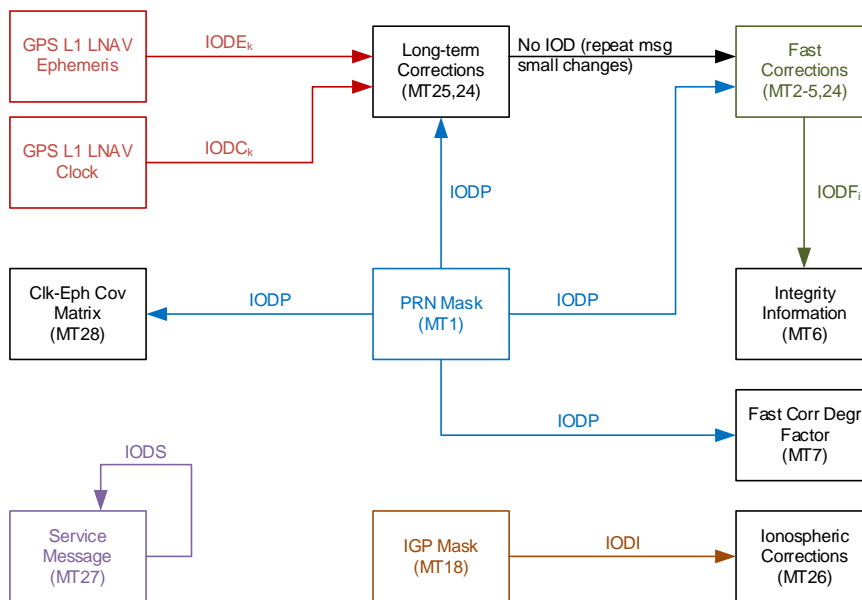 GPS L1 LNAV
Ephemeris
IODEₖ
Long-term
Corrections
(MT25,24)
No IOD (repeat msg
small changes)
Fast
Corrections
(MT2-5,24)
GPS L1 LNAV
Clock
IODCₖ
IODP
IODFᵢ
Clk-Eph Cov
Matrix
(MT28)
IODP
PRN Mask
(MT1)
IODP
Integrity
Information
(MT6)
IODP
Fast Corr Degr
Factor
(MT7)
IODS
Service
Message
(MT27)
IGP Mask
(MT18)
IODI
Ionospheric
Corrections
(MT26)